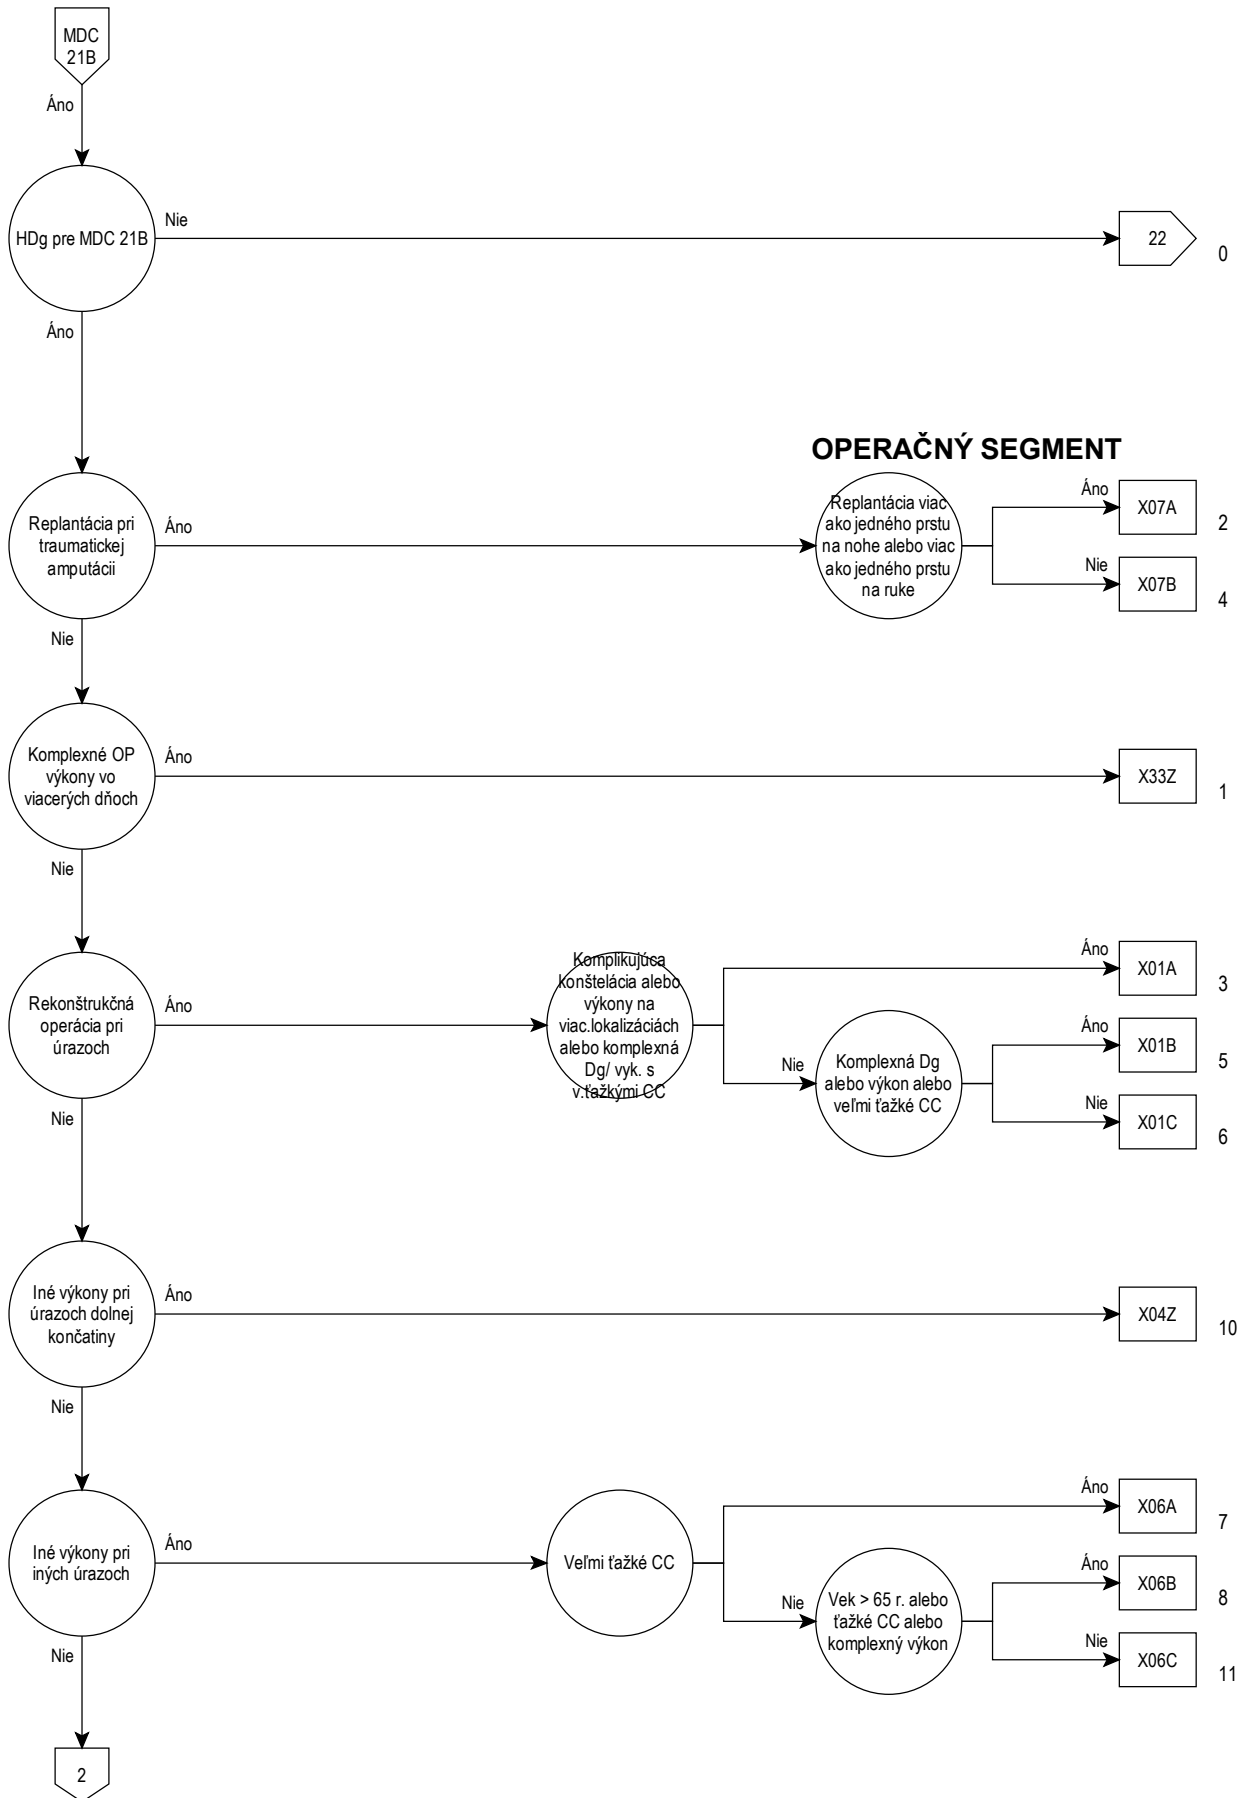 MDC
21B
Áno
HDg pre MDC 21B
Nie
22
0
Áno
OPERAČNÝ SEGMENT
Replantácia pri
traumatickej
amputácii
Áno
Replantácia viac
ako jedného prstu
na nohe alebo viac
ako jedného prstu
na ruke
Áno
X07A
2
Nie
X07B
4
Nie
Komplexné OP
výkony vo
viacerých dňoch
Áno
X33Z
1
Nie
Rekonštrukčná
operácia pri
úrazoch
Áno
Komplikujúca
konštelácia alebo
výkony na
viac.lokalizáciách
alebo komplexná
Dg/ vyk. s
v.ťažkými CC
Áno
X01A
3
Nie
Komplexná Dg
alebo výkon alebo
veľmi ťažké CC
Áno
X01B
5
Nie
X01C
6
Nie
Iné výkony pri
úrazoch dolnej
končatiny
Áno
X04Z
10
Nie
Iné výkony pri
iných úrazoch
Áno
Veľmi ťažké CC
Áno
X06A
7
Nie
Vek > 65 r. alebo
ťažké CC alebo
komplexný výkon
Áno
X06B
8
Nie
X06C
11
Nie
2